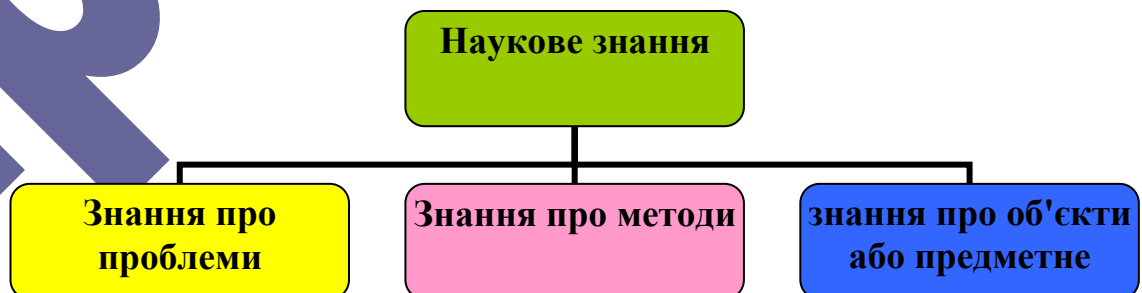 Наукове знання
Знання про
проблеми
Знання про методи
знання про об'єкти
або предметне